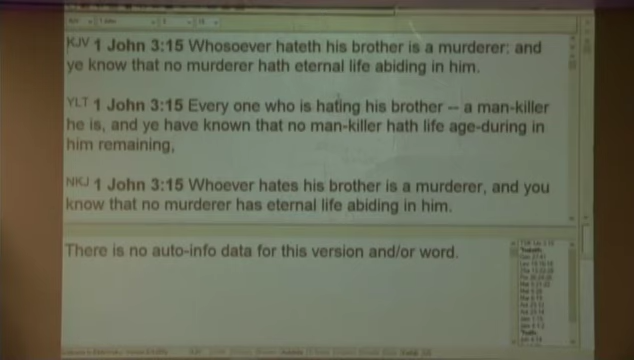 KJV 1 John 3:15 Whosoever hateth his brother is a murderer: and
ye know that no murderer hath eternal life abiding in him.
YLT 1 John 3:15 Every one who is hating his brother -- a man-killer
he is, and ye have known that no man-killer hath life age-during in
him remaining,
NKJ 1 John 3:15 Whoever hates his brother is a murderer, and you
know that no murderer has eternal life abiding in him.
There is no auto-info data for this version and/or word.